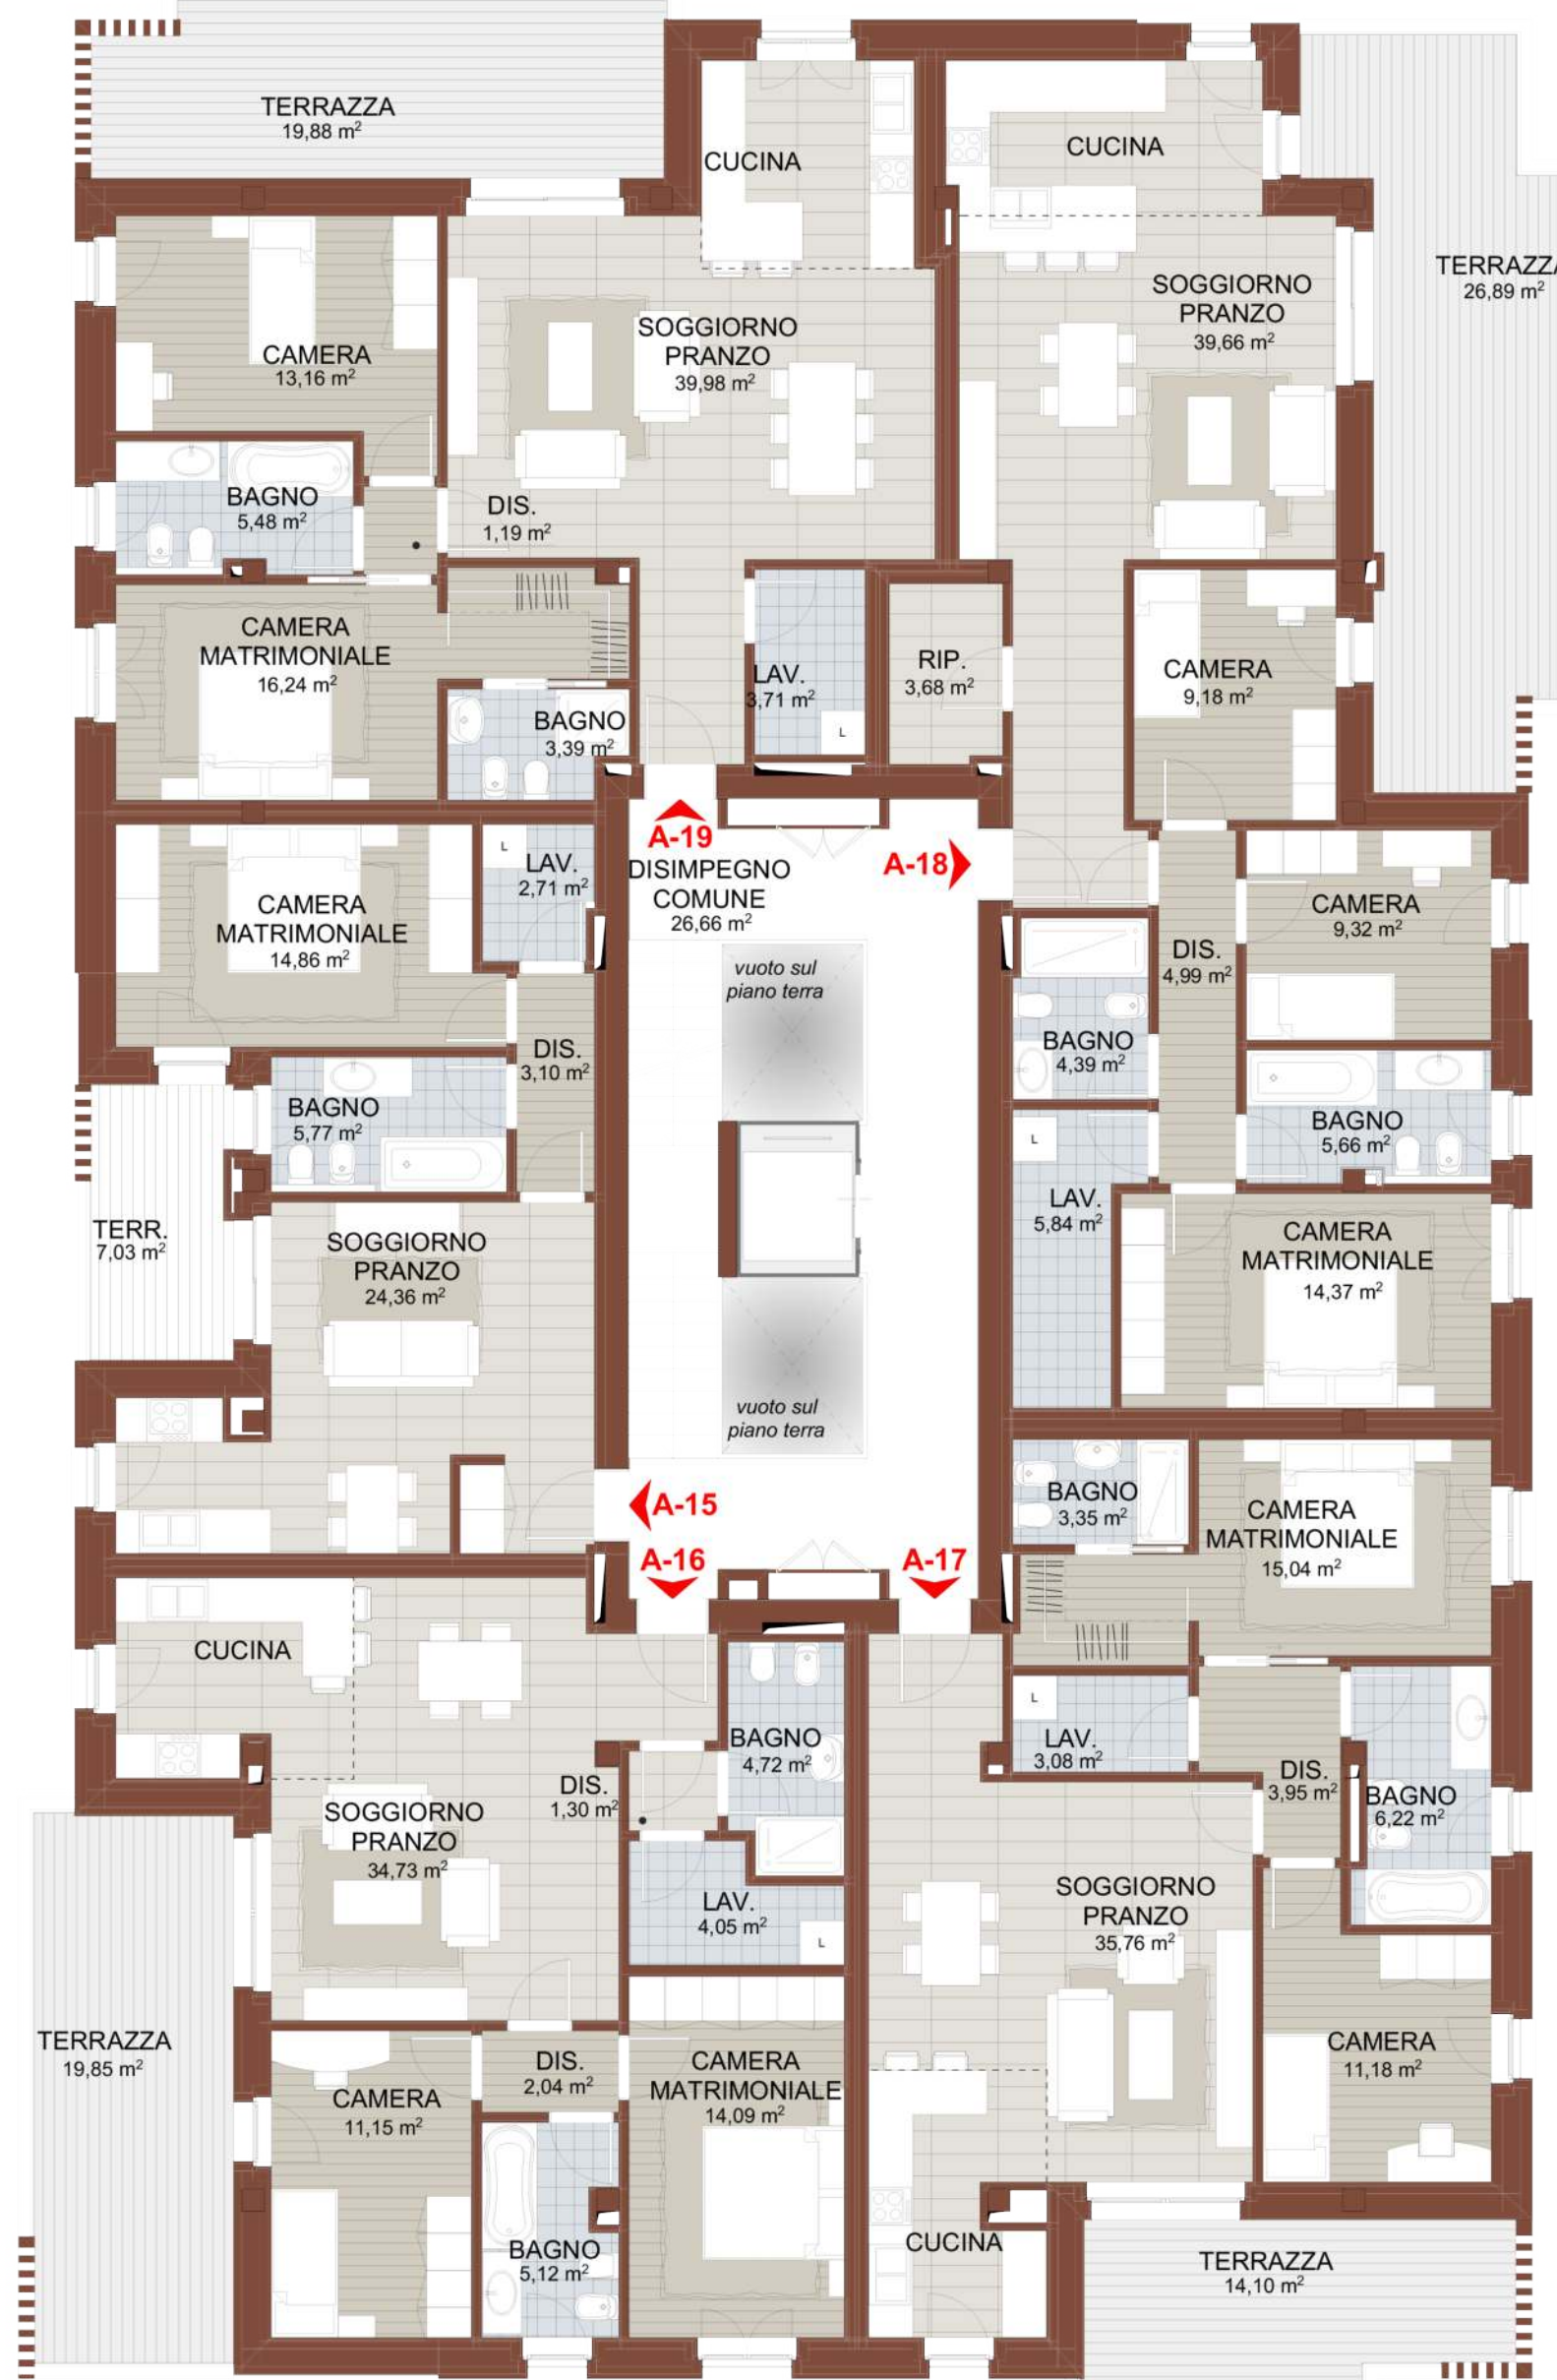 TERRAZZA
19,88 m²
CUCINA
CUCINA
TERRAZZA
26,89 m²
SOGGIORNO
PRANZO
39,66 m²
SOGGIORNO
PRANZO
39,98 m²
CAMERA
13,16 m²
BAGNO
5,48 m²
DIS.
1,19 m²
CAMERA
MATRIMONIALE
16,24 m²
BAGNO
3,39 m²
LAV.
3,71 m²
L
RIP.
3,68 m²
CAMERA
9,18 m²
A-19
DISIMPEGNO
COMUNE
26,66 m²
A-18
L
LAV.
2,71 m²
CAMERA
MATRIMONIALE
14,86 m²
CAMERA
9,32 m²
DIS.
4,99 m²
vuoto sul
piano terra
BAGNO
4,39 m²
DIS.
3,10 m²
BAGNO
5,77 m²
BAGNO
5,66 m²
L
LAV.
5,84 m²
TERR.
7,03 m²
SOGGIORNO
PRANZO
24,36 m²
CAMERA
MATRIMONIALE
14,37 m²
vuoto sul
piano terra
A-15
A-16
A-17
BAGNO
3,35 m²
CAMERA
MATRIMONIALE
15,04 m²
CUCINA
BAGNO
4,72 m²
L
LAV.
3,08 m²
DIS.
3,95 m²
BAGNO
6,22 m²
DIS.
1,30 m²
SOGGIORNO
PRANZO
34,73 m²
LAV.
4,05 m²
L
SOGGIORNO
PRANZO
35,76 m²
TERRAZZA
19,85 m²
CAMERA
11,15 m²
DIS.
2,04 m²
CAMERA
MATRIMONIALE
14,09 m²
CAMERA
11,18 m²
BAGNO
5,12 m²
CUCINA
TERRAZZA
14,10 m²